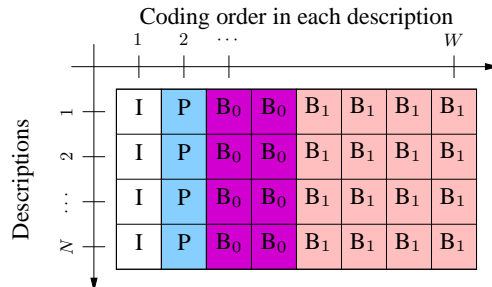 Coding order in each description
1 2 ··· W
Descriptions
1 I P B₀ B₀ B₁ B₁ B₁ B₁
2 I P B₀ B₀ B₁ B₁ B₁ B₁
··· I P B₀ B₀ B₁ B₁ B₁ B₁
N I P B₀ B₀ B₁ B₁ B₁ B₁